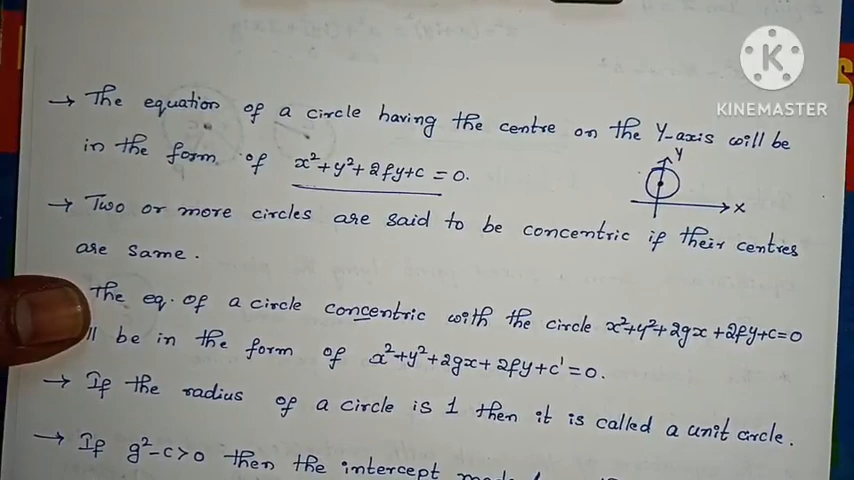 K
KINEMASTER
→ The equation of a circle having the centre on the Y-axis will be
in the form of x²+y²+2fy+c = 0.
Y
X
→ Two or more circles are said to be concentric if their centres
are same.
The eq. of a circle concentric with the circle x²+y²+2gx+2fy+c=0
ll be in the form of x²+y²+2gx+2fy+c'=0.
→ If the radius of a circle is 1 then it is called a unit circle.
→ If g²-c>0 then the intercept